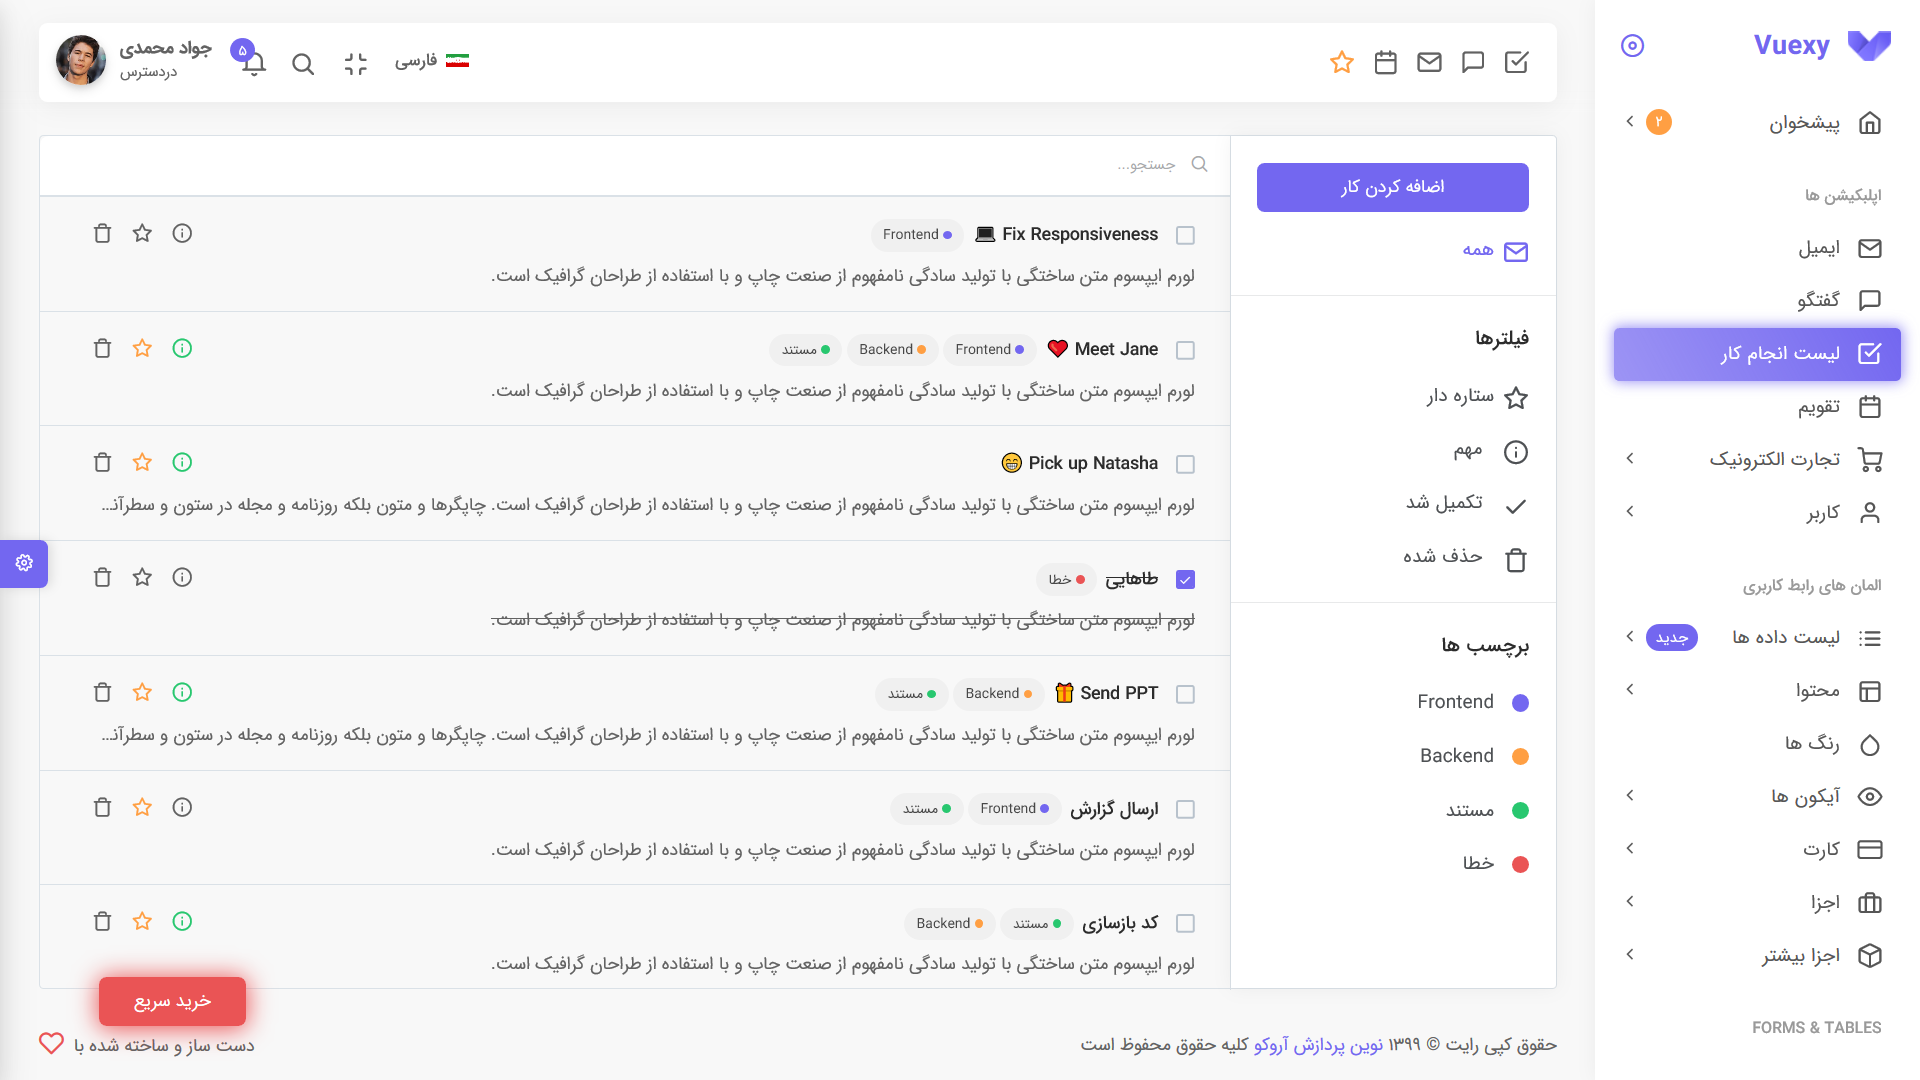 Vuexy
پیشخوان
۲
اپلیکیشن ها
ایمیل
گفتگو
لیست انجام کار
تقویم
تجارت الکترونیک
کاربر
المان های رابط کاربری
لیست داده ها
جدید
محتوا
رنگ ها
آیکون ها
کارت
اجزا
اجزا بیشتر
FORMS & TABLES
فارسی
۵
جواد محمدی
دردسترس
اضافه کردن کار
همه
فیلترها
ستاره دار
مهم
تکمیل شد
حذف شده
برچسب ها
Frontend
Backend
مستند
خطا
جستجو...
Fix Responsiveness 💻 Frontend
لورم ایپسوم متن ساختگی با تولید سادگی نامفهوم از صنعت چاپ و با استفاده از طراحان گرافیک است.
Meet Jane ❤️ Frontend Backend مستند
لورم ایپسوم متن ساختگی با تولید سادگی نامفهوم از صنعت چاپ و با استفاده از طراحان گرافیک است.
Pick up Natasha 😁
لورم ایپسوم متن ساختگی با تولید سادگی نامفهوم از صنعت چاپ و با استفاده از طراحان گرافیک است. چاپگرها و متون بلکه روزنامه و مجله در ستون و سطرآنـ...
طاهایی خطا
لورم ایپسوم متن ساختگی با تولید سادگی نامفهوم از صنعت چاپ و با استفاده از طراحان گرافیک است.
Send PPT 🎁 Backend مستند
لورم ایپسوم متن ساختگی با تولید سادگی نامفهوم از صنعت چاپ و با استفاده از طراحان گرافیک است. چاپگرها و متون بلکه روزنامه و مجله در ستون و سطرآنـ...
ارسال گزارش Frontend مستند
لورم ایپسوم متن ساختگی با تولید سادگی نامفهوم از صنعت چاپ و با استفاده از طراحان گرافیک است.
کد بازسازی مستند Backend
لورم ایپسوم متن ساختگی با تولید سادگی نامفهوم از صنعت چاپ و با استفاده از طراحان گرافیک است.
خرید سریع
حقوق کپی رایت © ۱۳۹۹ نوین پردازش آروکو کلیه حقوق محفوظ است
دست ساز و ساخته شده با